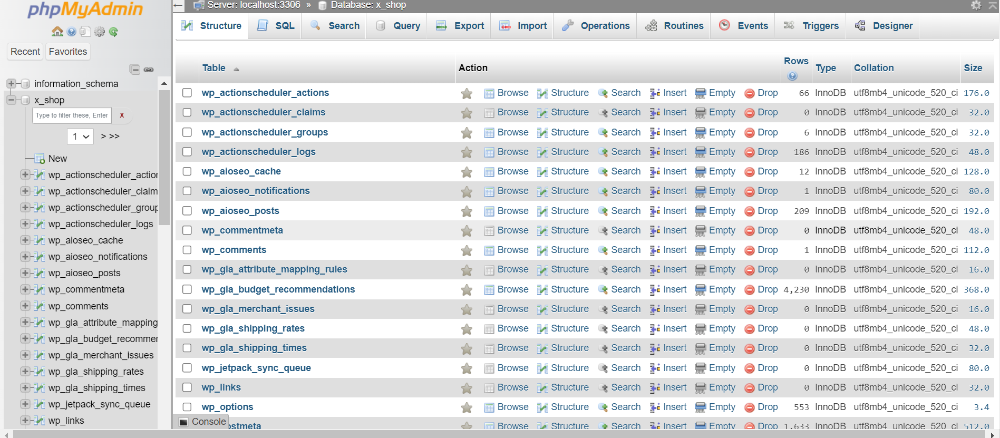 phpMyAdmin
Recent Favorites
information_schema
x_shop
Type to filter these, Enter X
1 > >>
New
wp_actionscheduler_action
wp_actionscheduler_claim
wp_actionscheduler_group
wp_actionscheduler_logs
wp_aioseo_cache
wp_aioseo_notifications
wp_aioseo_posts
wp_commentmeta
wp_comments
wp_gla_attribute_mapping
wp_gla_budget_recommer
wp_gla_merchant_issues
wp_gla_shipping_rates
wp_gla_shipping_times
wp_jetpack_sync_queue
wp_links
Server: localhost:3306 » Database: x_shop
Structure SQL Search Query Export Import Operations Routines Events Triggers Designer
Table Action Rows Type Collation Size
wp_actionscheduler_actions Browse Structure Search Insert Empty Drop 66 InnoDB utf8mb4_unicode_520_ci 176.0
wp_actionscheduler_claims Browse Structure Search Insert Empty Drop 0 InnoDB utf8mb4_unicode_520_ci 32.0
wp_actionscheduler_groups Browse Structure Search Insert Empty Drop 6 InnoDB utf8mb4_unicode_520_ci 32.0
wp_actionscheduler_logs Browse Structure Search Insert Empty Drop 186 InnoDB utf8mb4_unicode_520_ci 48.0
wp_aioseo_cache Browse Structure Search Insert Empty Drop 12 InnoDB utf8mb4_unicode_520_ci 128.0
wp_aioseo_notifications Browse Structure Search Insert Empty Drop 1 InnoDB utf8mb4_unicode_520_ci 80.0
wp_aioseo_posts Browse Structure Search Insert Empty Drop 209 InnoDB utf8mb4_unicode_520_ci 192.0
wp_commentmeta Browse Structure Search Insert Empty Drop 0 InnoDB utf8mb4_unicode_520_ci 48.0
wp_comments Browse Structure Search Insert Empty Drop 1 InnoDB utf8mb4_unicode_520_ci 112.0
wp_gla_attribute_mapping_rules Browse Structure Search Insert Empty Drop 0 InnoDB utf8mb4_unicode_520_ci 16.0
wp_gla_budget_recommendations Browse Structure Search Insert Empty Drop 4,230 InnoDB utf8mb4_unicode_520_ci 368.0
wp_gla_merchant_issues Browse Structure Search Insert Empty Drop 0 InnoDB utf8mb4_unicode_520_ci 16.0
wp_gla_shipping_rates Browse Structure Search Insert Empty Drop 0 InnoDB utf8mb4_unicode_520_ci 48.0
wp_gla_shipping_times Browse Structure Search Insert Empty Drop 0 InnoDB utf8mb4_unicode_520_ci 32.0
wp_jetpack_sync_queue Browse Structure Search Insert Empty Drop 0 InnoDB utf8mb4_unicode_520_ci 80.0
wp_links Browse Structure Search Insert Empty Drop 0 InnoDB utf8mb4_unicode_520_ci 32.0
wp_options Browse Structure Search Insert Empty Drop 553 InnoDB utf8mb4_unicode_520_ci 3.4
ostmeta Browse Structure Search Insert Empty Drop 1,633 InnoDB utf8mb4_unicode_520_ci 512.0
Console